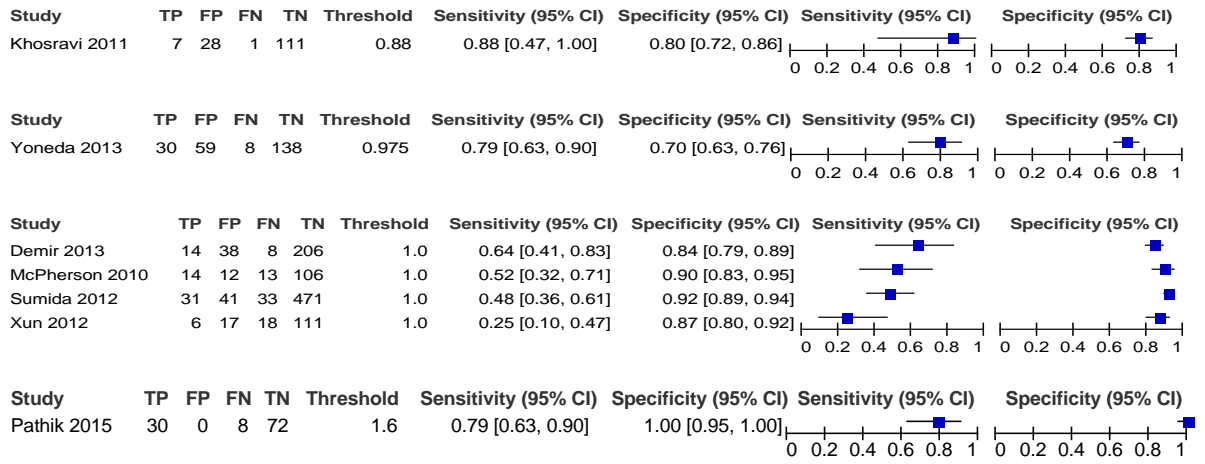 Study TP FP FN TN Threshold Sensitivity (95% CI) Specificity (95% CI) Sensitivity (95% CI) Specificity (95% CI)
Khosravi 2011 7 28 1 111 0.88 0.88 [0.47, 1.00] 0.80 [0.72, 0.86]
0 0.2 0.4 0.6 0.8 1 0 0.2 0.4 0.6 0.8 1
Study TP FP FN TN Threshold Sensitivity (95% CI) Specificity (95% CI) Sensitivity (95% CI) Specificity (95% CI)
Yoneda 2013 30 59 8 138 0.975 0.79 [0.63, 0.90] 0.70 [0.63, 0.76]
0 0.2 0.4 0.6 0.8 1 0 0.2 0.4 0.6 0.8 1
Study TP FP FN TN Threshold Sensitivity (95% CI) Specificity (95% CI) Sensitivity (95% CI) Specificity (95% CI)
Demir 2013 14 38 8 206 1.0 0.64 [0.41, 0.83] 0.84 [0.79, 0.89]
McPherson 2010 14 12 13 106 1.0 0.52 [0.32, 0.71] 0.90 [0.83, 0.95]
Sumida 2012 31 41 33 471 1.0 0.48 [0.36, 0.61] 0.92 [0.89, 0.94]
Xun 2012 6 17 18 111 1.0 0.25 [0.10, 0.47] 0.87 [0.80, 0.92]
0 0.2 0.4 0.6 0.8 1 0 0.2 0.4 0.6 0.8 1
Study TP FP FN TN Threshold Sensitivity (95% CI) Specificity (95% CI) Sensitivity (95% CI) Specificity (95% CI)
Pathik 2015 30 0 8 72 1.6 0.79 [0.63, 0.90] 1.00 [0.95, 1.00]
0 0.2 0.4 0.6 0.8 1 0 0.2 0.4 0.6 0.8 1